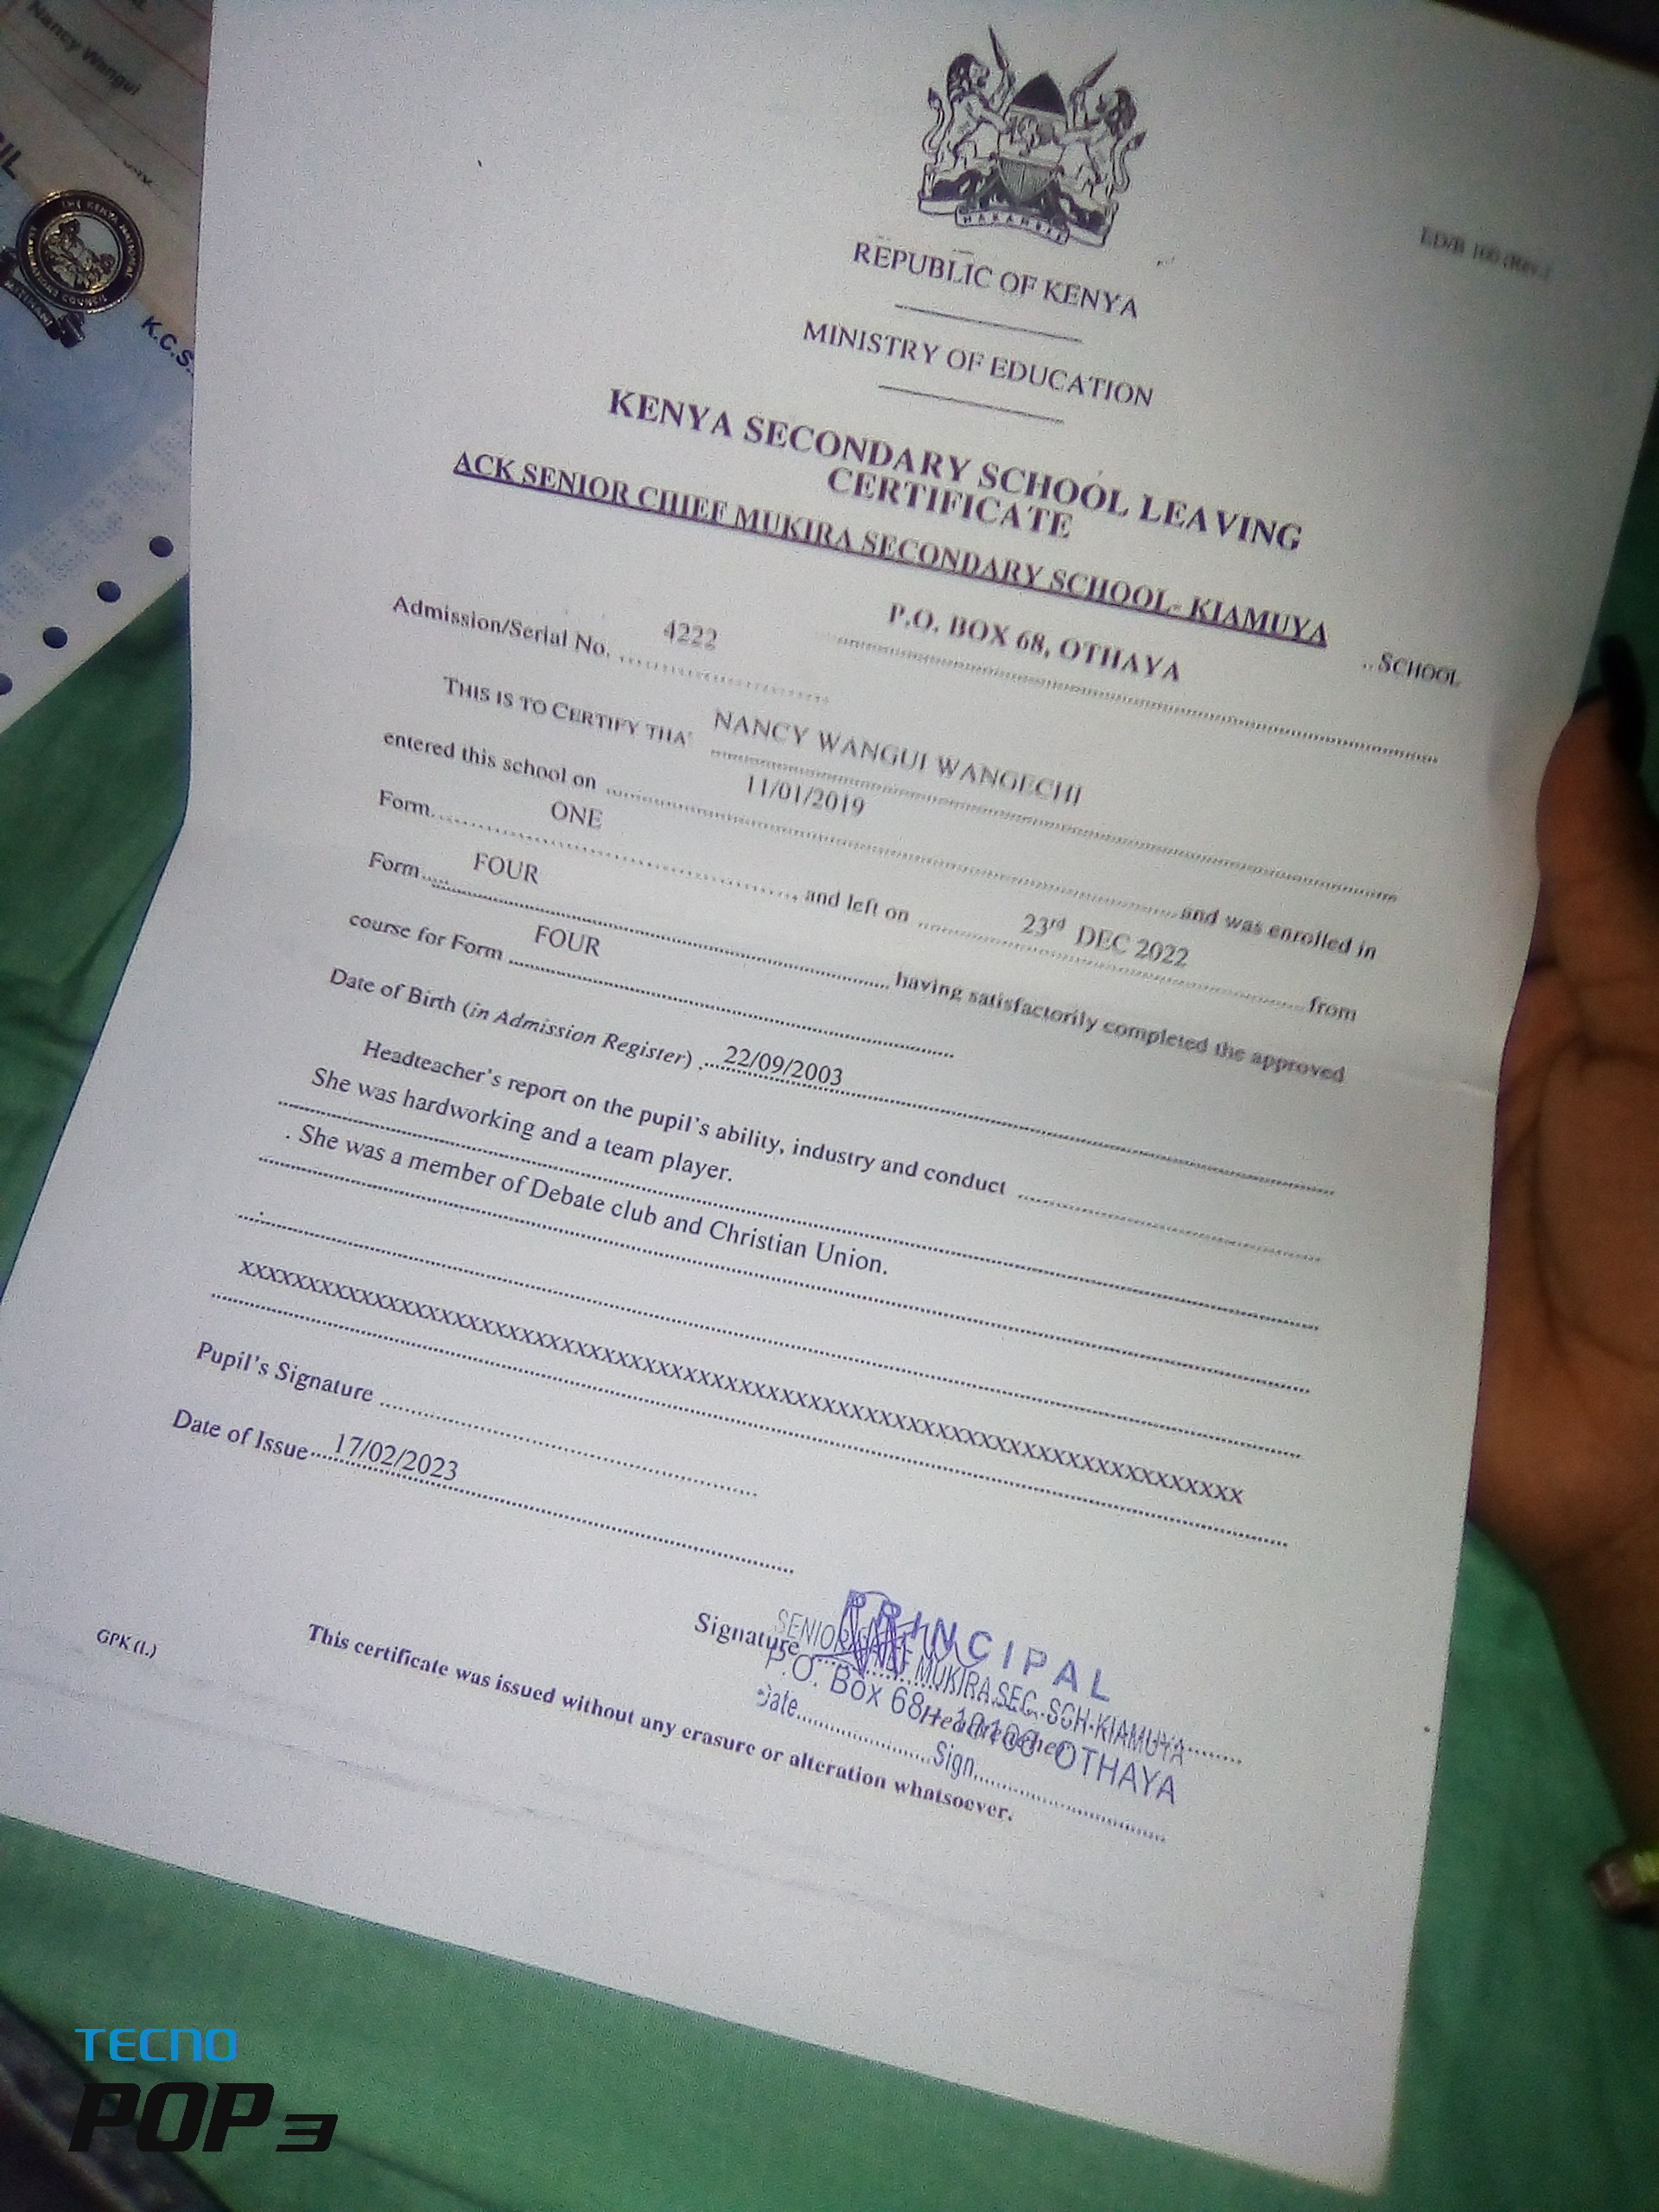 Nancy Wangui
THE KENYA NATIONAL
EXAMINATIONS COUNCIL
K.C.S.
HARAMBEE
ED/B 100 (Rev.)
REPUBLIC OF KENYA
MINISTRY OF EDUCATION
KENYA SECONDARY SCHOOL LEAVING
CERTIFICATE
ACK SENIOR CHIEF MUKIRA SECONDARY SCHOOL- KIAMUYA
..SCHOOL
P.O. BOX 68, OTHAYA
Admission/Serial No. 4222
THIS IS TO CERTIFY THA NANCY WANGUI WANGECHI
entered this school on 11/01/2019 and was enrolled in
Form ONE, and left on 23rd DEC 2022 from
Form FOUR having satisfactorily completed the approved
course for Form FOUR
Date of Birth (in Admission Register) 22/09/2003
Headteacher's report on the pupil's ability, industry and conduct
She was hardworking and a team player.
. She was a member of Debate club and Christian Union.
.
XXXXXXXXXXXXXXXXXXXXXXXXXXXXXXXXXXXXXXXXXXXXXXXXXXXXXXXXXXXXXXXXXXXXXXXX
Pupil's Signature
Date of Issue 17/02/2023
Signature
Headteacher
PRINCIPAL
SENIOR CHIEF MUKIRA SEC. SCH-KIAMUYA
P.O. Box 68 - 10106 OTHAYA
Date Sign
GPK (L)
This certificate was issued without any erasure or alteration whatsoever.
TECNO
POP 3